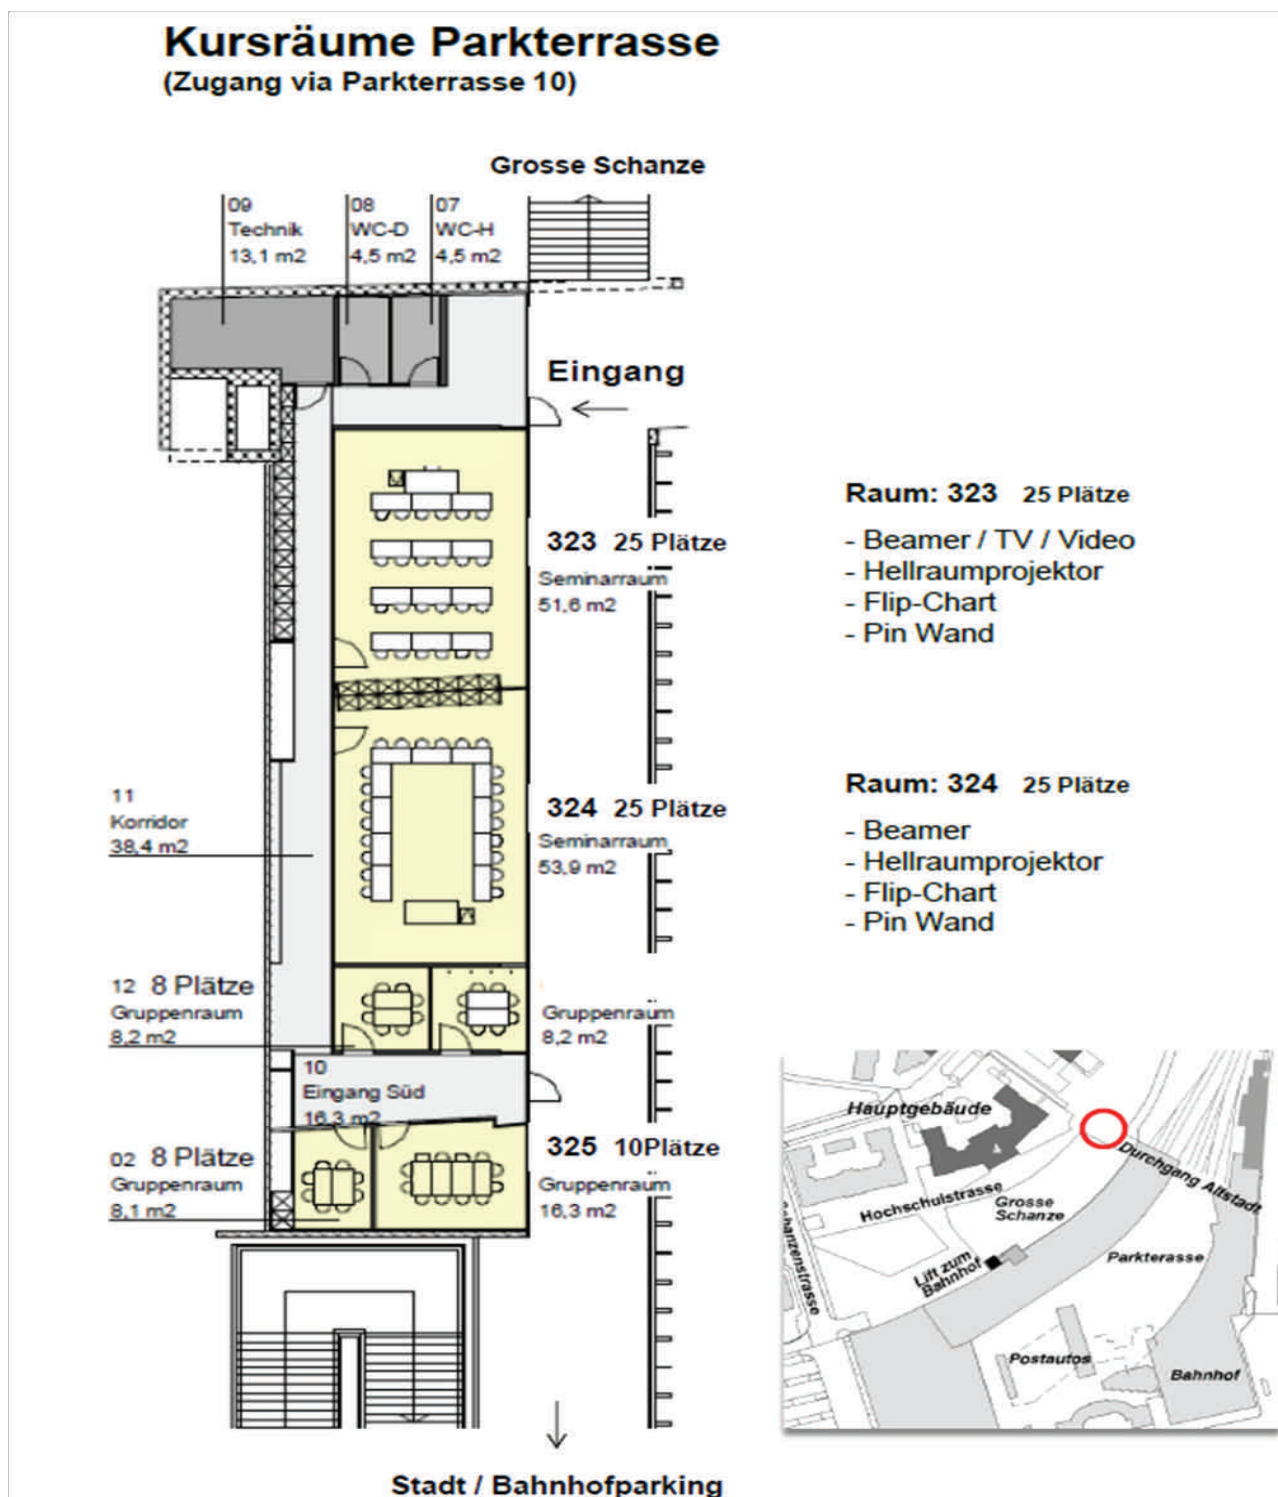 Kursräume Parkterrasse
(Zugang via Parkterrasse 10)
Grosse Schanze
09
Technik
13,1 m2
08
WC-D
4,5 m2
07
WC-H
4,5 m2
Eingang
323 25 Plätze
Seminarraum
51,6 m2
Raum: 323 25 Plätze
- Beamer / TV / Video
- Hellraumprojektor
- Flip-Chart
- Pin Wand
11
Korridor
38,4 m2
324 25 Plätze
Seminarraum
53,9 m2
Raum: 324 25 Plätze
- Beamer
- Hellraumprojektor
- Flip-Chart
- Pin Wand
12 8 Plätze
Gruppenraum
8,2 m2
Gruppenraum
8,2 m2
10
Eingang Süd
16,3 m2
02 8 Plätze
Gruppenraum
8,1 m2
325 10Plätze
Gruppenraum
16,3 m2
Hauptgebäude
Durchgang Altstadt
Hochschulstrasse
Grosse
Schanze
Schanzenstrasse
Lift zum
Bahnhof
Parkterasse
Postautos
Bahnhof
Stadt / Bahnhofparking